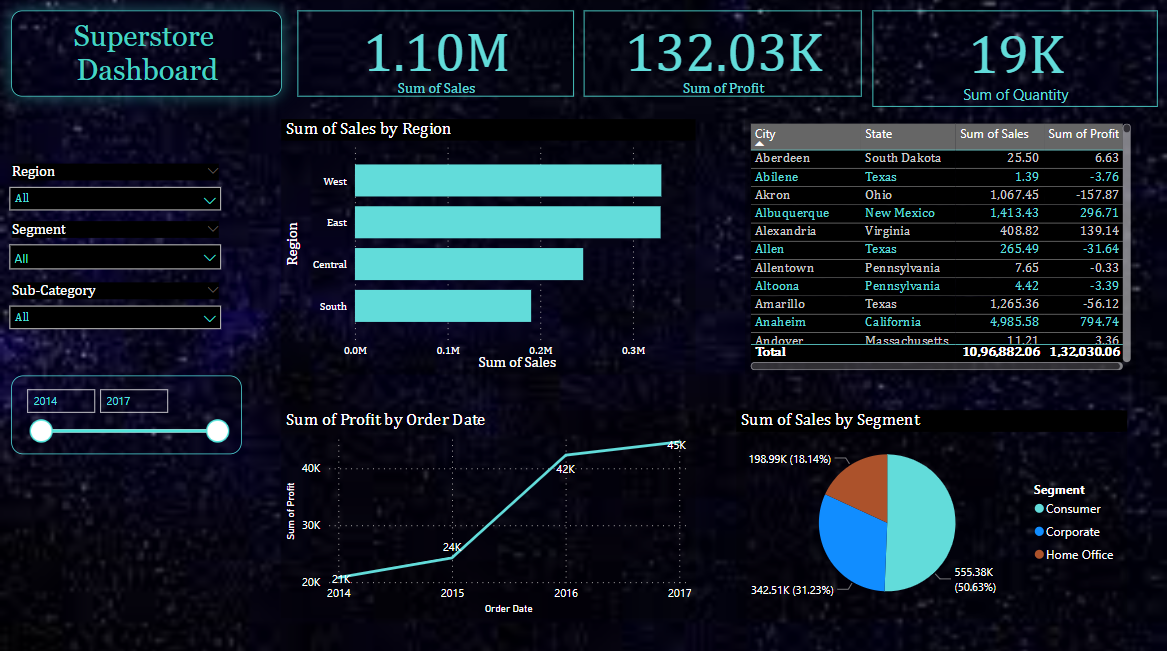 Superstore
Dashboard
1.10M
Sum of Sales
132.03K
Sum of Profit
19K
Sum of Quantity
Region
All
Segment
All
Sub-Category
All
2014 2017
Sum of Sales by Region
Region
West
East
Central
South
0.0M 0.1M 0.2M 0.3M
Sum of Sales
City State Sum of Sales Sum of Profit
Aberdeen South Dakota 25.50 6.63
Abilene Texas 1.39 -3.76
Akron Ohio 1,067.45 -157.87
Albuquerque New Mexico 1,413.43 296.71
Alexandria Virginia 408.82 139.14
Allen Texas 265.49 -31.64
Allentown Pennsylvania 7.65 -0.33
Altoona Pennsylvania 4.42 -3.39
Amarillo Texas 1,265.36 -56.12
Anaheim California 4,985.58 794.74
Andover Massachusetts 11.21 3.36
Total 10,96,882.06 1,32,030.06
Sum of Profit by Order Date
Sum of Profit
40K
30K
20K
21K
24K
42K
45K
2014 2015 2016 2017
Order Date
Sum of Sales by Segment
198.99K (18.14%)
342.51K (31.23%)
555.38K
(50.63%)
Segment
Consumer
Corporate
Home Office